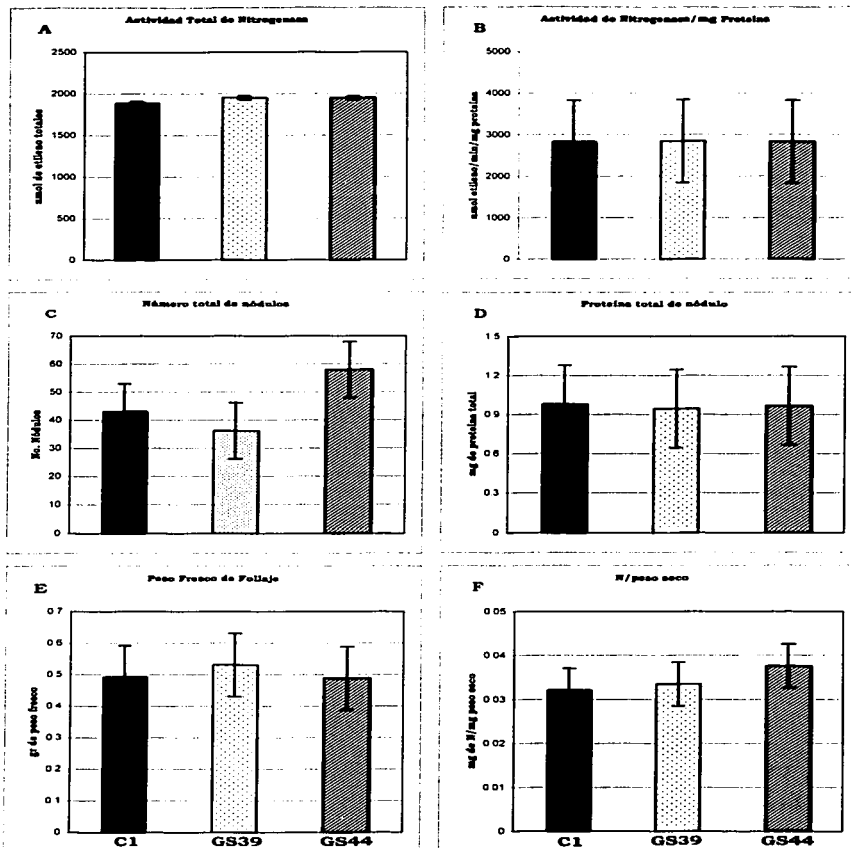 Actividad Total de Nitrogenasa
A
2500
2000
1500
1000
500
0
nmol de etileno totales
Actividad de Nitrogenasa/mg Proteína
B
5000
4000
3000
2000
1000
0
nmol etileno/min/mg proteína
Número total de nódulos
C
70
60
50
40
30
20
10
0
No. Nódulos
Proteína total de nódulo
D
1 5
1.2
0.9
0.6
0.3
0
mg de proteína total
Peso Fresco de Follaje
E
0.7
0.6
0.5
0.4
0.3
0.2
0 1
0
gr de peso fresco
C1 GS39 GS44
N/peso seco
F
0.05
0.04
0.03
0.02
0.01
0
mg de N/mg peso seco
C1 GS39 GS44